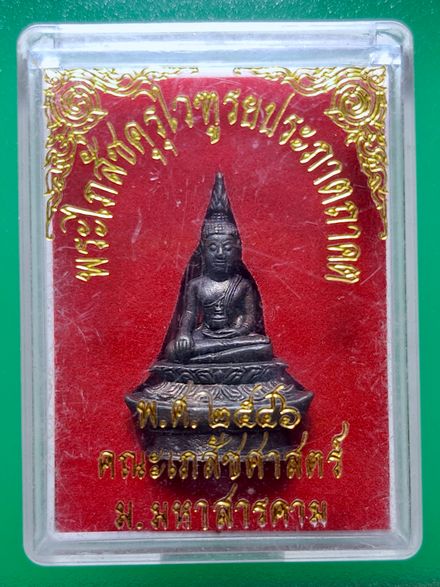 พระไภสัชคุรุไวฑูรยประภาตถาคต
พ.ศ. ๒๕๔๖
คณะเภสัชศาสตร์
ม.มหาสารคาม